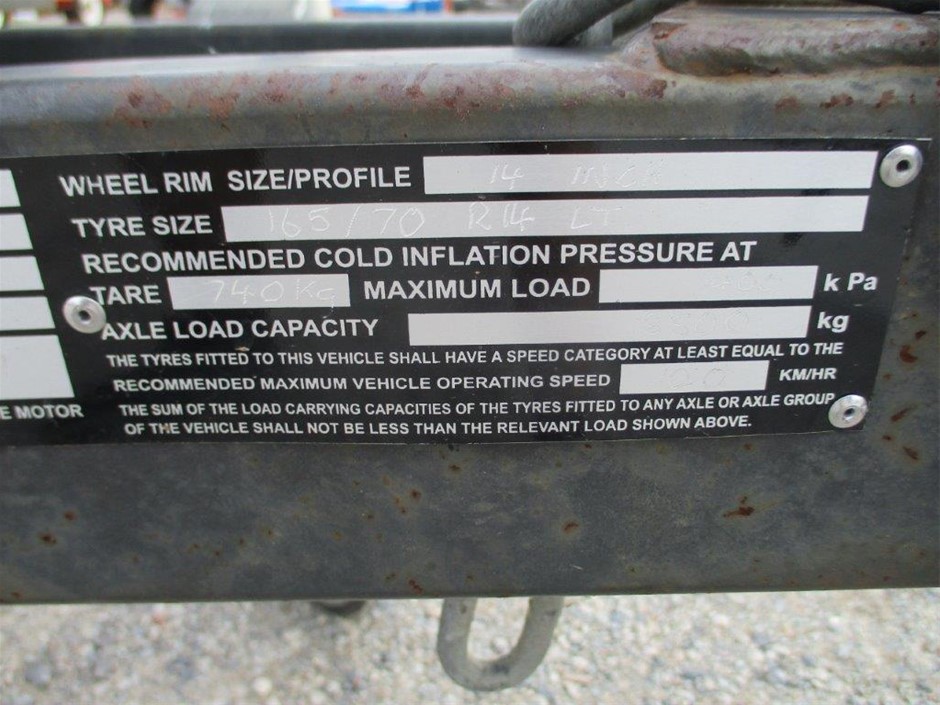 WHEEL RIM SIZE/PROFILE 14 INCH
TYRE SIZE 165/70 R14 LT
RECOMMENDED COLD INFLATION PRESSURE AT
TARE 740Kg MAXIMUM LOAD k Pa
AXLE LOAD CAPACITY kg
THE TYRES FITTED TO THIS VEHICLE SHALL HAVE A SPEED CATEGORY AT LEAST EQUAL TO THE
RECOMMENDED MAXIMUM VEHICLE OPERATING SPEED KM/HR
E MOTOR THE SUM OF THE LOAD CARRYING CAPACITIES OF THE TYRES FITTED TO ANY AXLE OR AXLE GROUP
OF THE VEHICLE SHALL NOT BE LESS THAN THE RELEVANT LOAD SHOWN ABOVE.